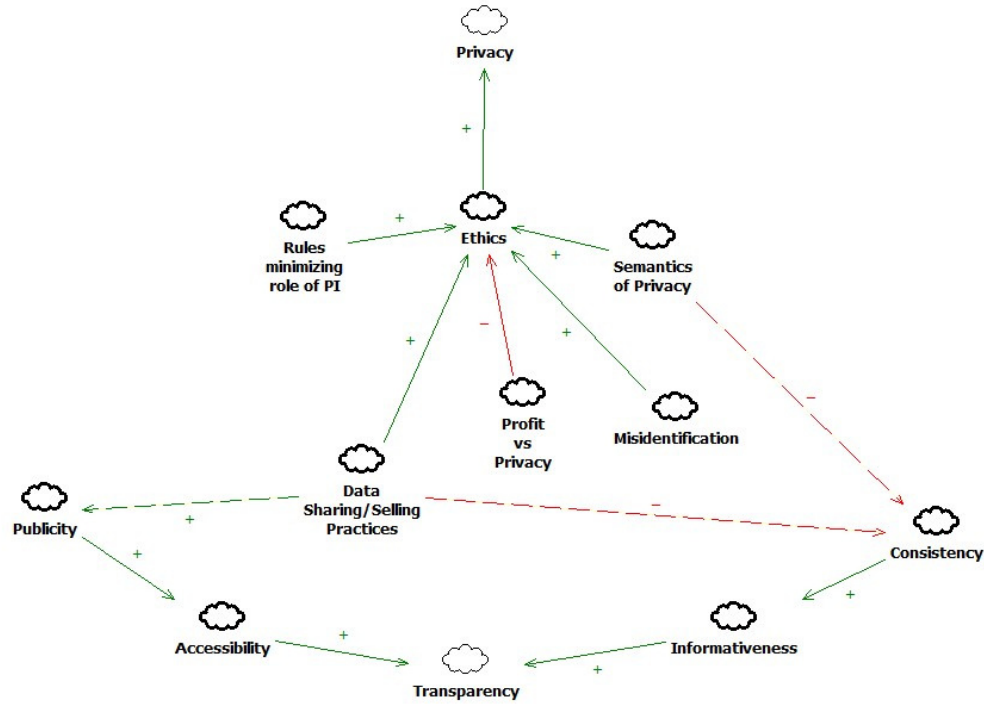 Privacy
+
+
Rules
minimizing
role of PI
Ethics
+
Semantics
of Privacy
+
−
+
−
Profit
vs
Privacy
Misidentification
Publicity
+
Data
Sharing/Selling
Practices
−
Consistency
+
+
Accessibility
+
Informativeness
+
Transparency